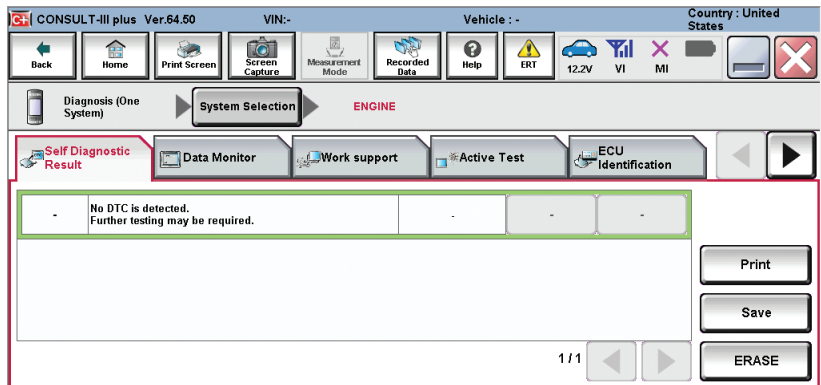 C+ CONSULT-III plus Ver.64.50 VIN:- Vehicle : - Country : United
States
Back Home Print Screen Screen
Capture Measurement
Mode Recorded
Data Help ERT 12.2V VI MI
Diagnosis (One
System) System Selection ENGINE
Self Diagnostic
Result Data Monitor Work support Active Test ECU
Identification
- No DTC is detected.
Further testing may be required. - - -
Print
Save
1/1 ERASE